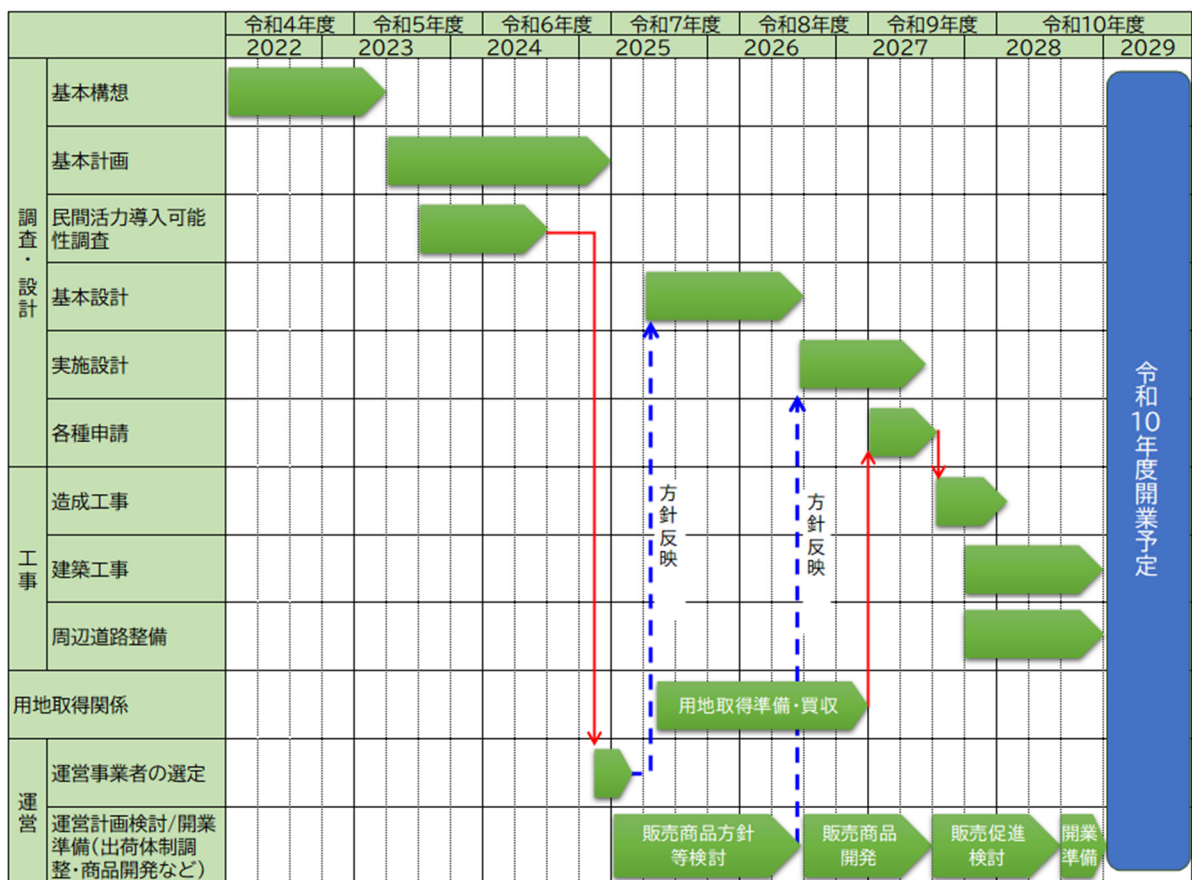 令和4年度 令和5年度 令和6年度 令和7年度 令和8年度 令和9年度 令和10年度
2022 2023 2024 2025 2026 2027 2028 2029
調査・設計
基本構想
基本計画
民間活力導入可能
性調査
基本設計
実施設計
各種申請
工事
造成工事
建築工事
周辺道路整備
方針反映
方針反映
用地取得関係
用地取得準備・買収
運営
運営事業者の選定
運営計画検討/開業
準備(出荷体制調
整・商品開発など)
販売商品方針
等検討
販売商品
開発
販売促進
検討
開業
準備
令和10年度開業予定